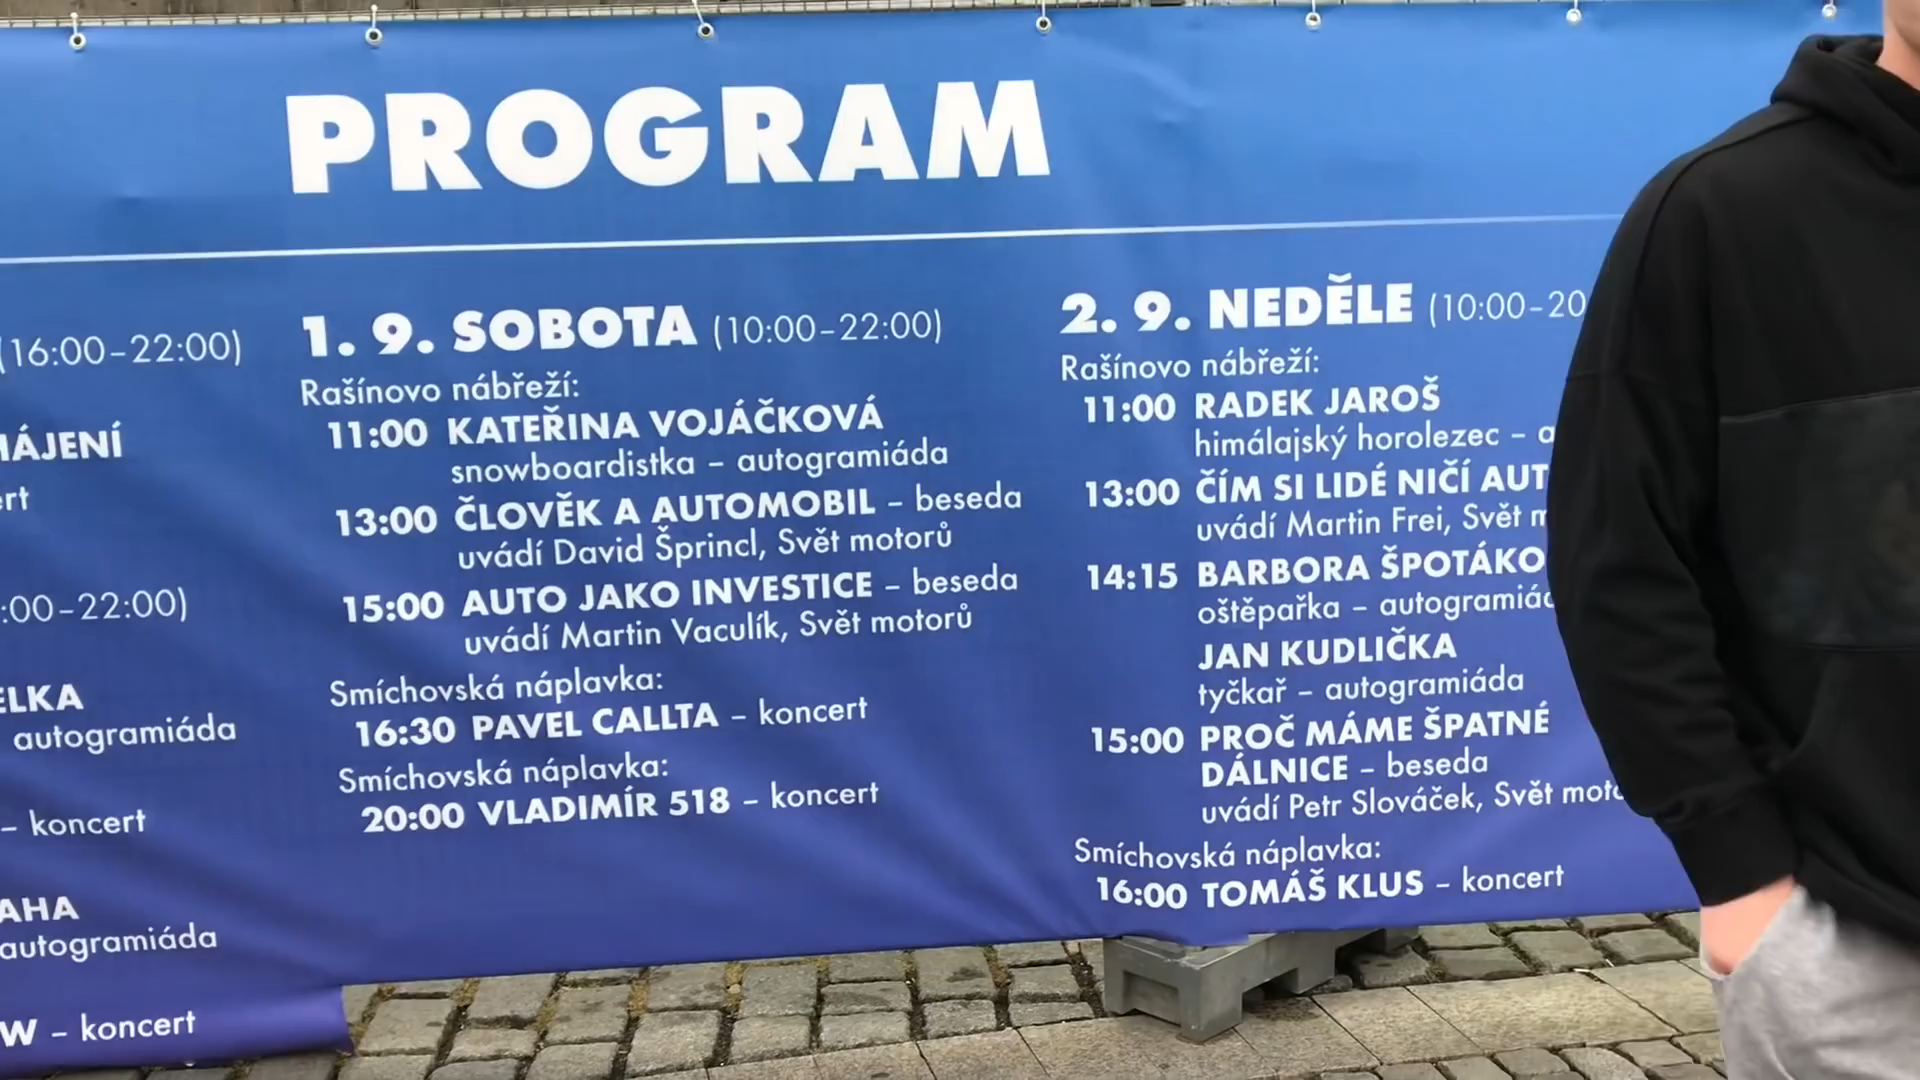 PROGRAM
(16:00–22:00)
ert
:00–22:00)
autogramiáda
– koncert
autogramiáda
W – koncert
1. 9. SOBOTA (10:00–22:00)
Rašínovo nábřeží:
11:00 KATEŘINA VOJÁČKOVÁ
snowboardistka – autogramiáda
13:00 ČLOVĚK A AUTOMOBIL – beseda
uvádí David Šprincl, Svět motorů
15:00 AUTO JAKO INVESTICE – beseda
uvádí Martin Vaculík, Svět motorů
Smíchovská náplavka:
16:30 PAVEL CALLTA – koncert
Smíchovská náplavka:
20:00 VLADIMÍR 518 – koncert
2. 9. NEDĚLE (10:00–20
Rašínovo nábřeží:
11:00 RADEK JAROŠ
himálajský horolezec – a
13:00 ČÍM SI LIDÉ NIČÍ AUT
uvádí Martin Frei, Svět m
14:15 BARBORA ŠPOTÁKO
oštěpařka – autogramiád
JAN KUDLIČKA
tyčkař – autogramiáda
15:00 PROČ MÁME ŠPATNÉ
DÁLNICE – beseda
uvádí Petr Slováček, Svět moto
Smíchovská náplavka:
16:00 TOMÁŠ KLUS – koncert